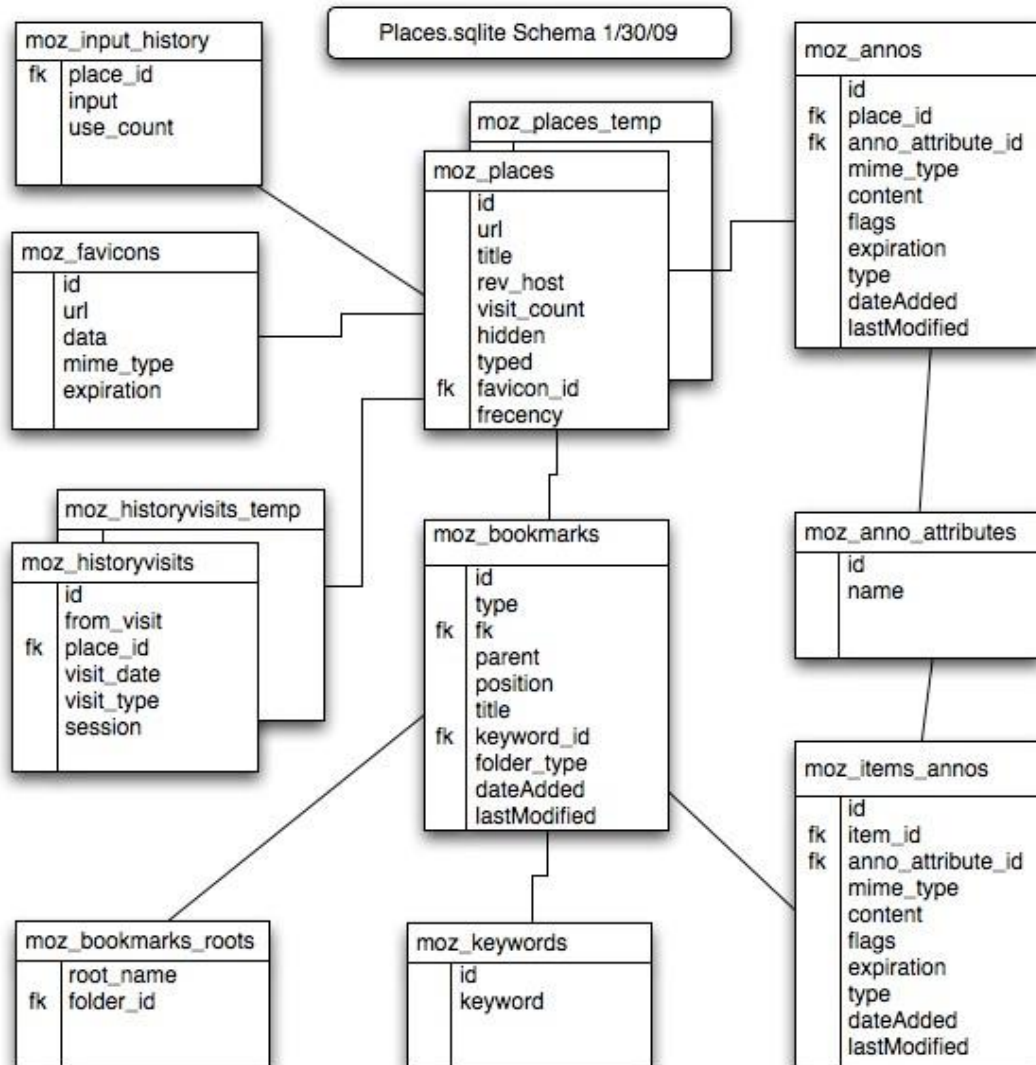 Places.sqlite Schema 1/30/09
moz_input_history
fk place_id
input
use_count
moz_places_temp
moz_places
id
url
title
rev_host
visit_count
hidden
typed
fk favicon_id
frecency
moz_annos
id
fk place_id
fk anno_attribute_id
mime_type
content
flags
expiration
type
dateAdded
lastModified
moz_favicons
id
url
data
mime_type
expiration
moz_historyvisits_temp
moz_historyvisits
id
from_visit
fk place_id
visit_date
visit_type
session
moz_bookmarks
id
type
fk fk
parent
position
title
fk keyword_id
folder_type
dateAdded
lastModified
moz_anno_attributes
id
name
moz_items_annos
id
fk item_id
fk anno_attribute_id
mime_type
content
flags
expiration
type
dateAdded
lastModified
moz_bookmarks_roots
root_name
fk folder_id
moz_keywords
id
keyword